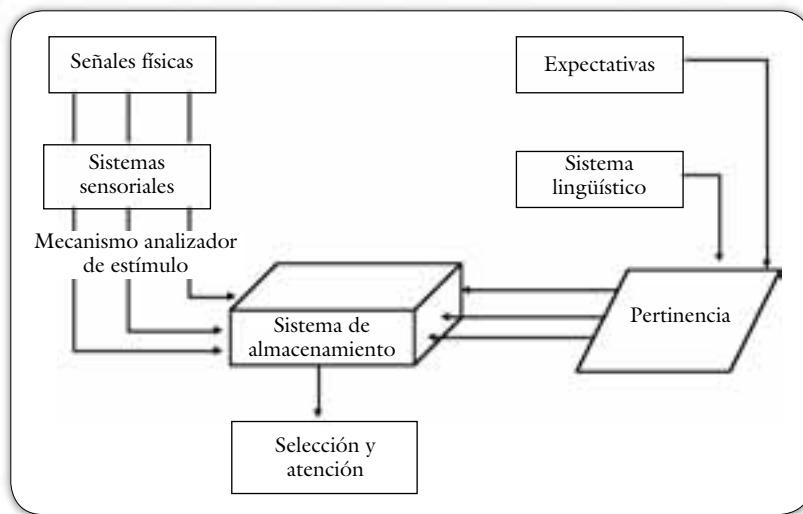 Señales físicas
Expectativas
Sistemas
sensoriales
Sistema
lingüístico
Mecanismo analizador
de estímulo
Sistema de
almacenamiento
Pertinencia
Selección y
atención